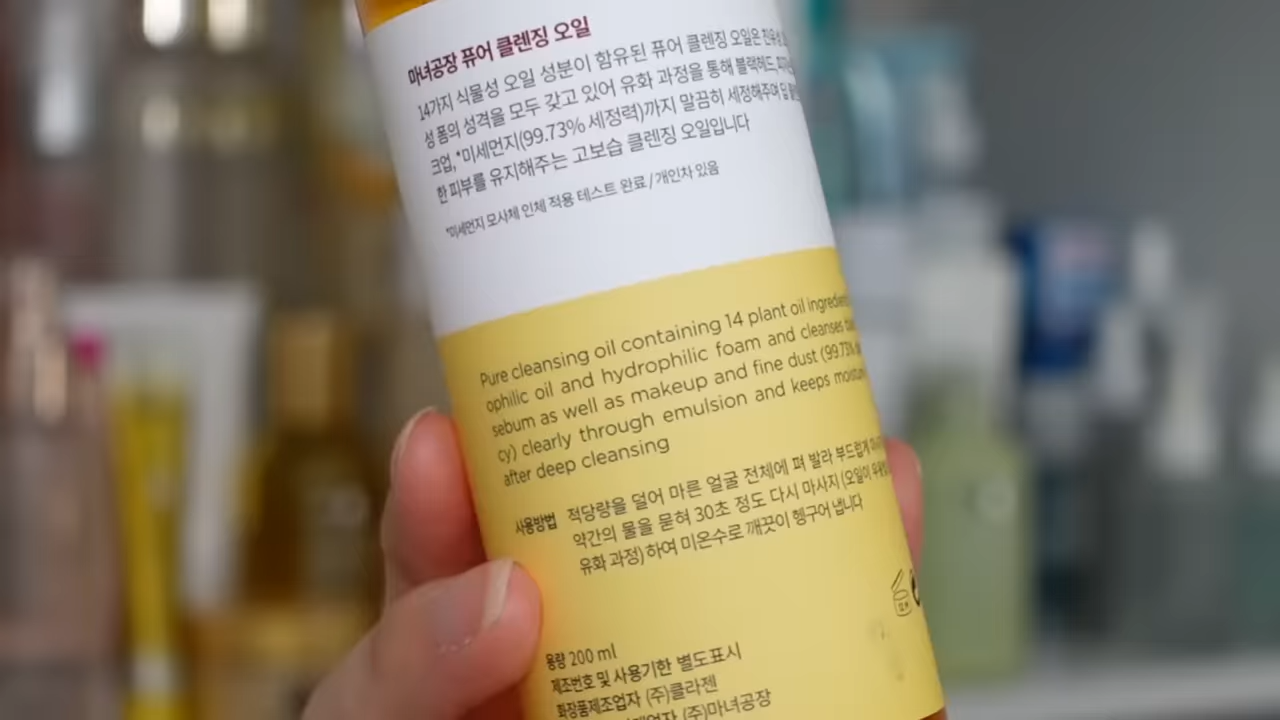 마녀공장 퓨어 클렌징 오일
14가지 식물성 오일 성분이 함유된 퓨어 클렌징 오일은
성 폼의 성격을 모두 갖고 있어 유화 과정을 통해 블랙헤드,
크업, *미세먼지(99.73% 세정력)까지 말끔히 세정해주며
한 피부를 유지해주는 고보습 클렌징 오일입니다
*미세먼지 모사체 인체 적용 테스트 완료 / 개인차 있음
Pure cleansing oil containing 14 plant oil
ophilic oil and hydrophilic foam and cleanses
sebum as well as makeup and fine dust (99.73%
cy) clearly through emulsion and keeps
after deep cleansing
사용방법 적당량을 덜어 마른 얼굴 전체에 펴 발라 부드럽게
약간의 물을 묻혀 30초 정도 다시 마사지 (오일이
유화 과정) 하여 미온수로 깨끗이 헹구어 냅니다
용량 200 ml
제조번호 및 사용기한 별도표시
화장품제조업자 (주)클라젠
(주)마녀공장